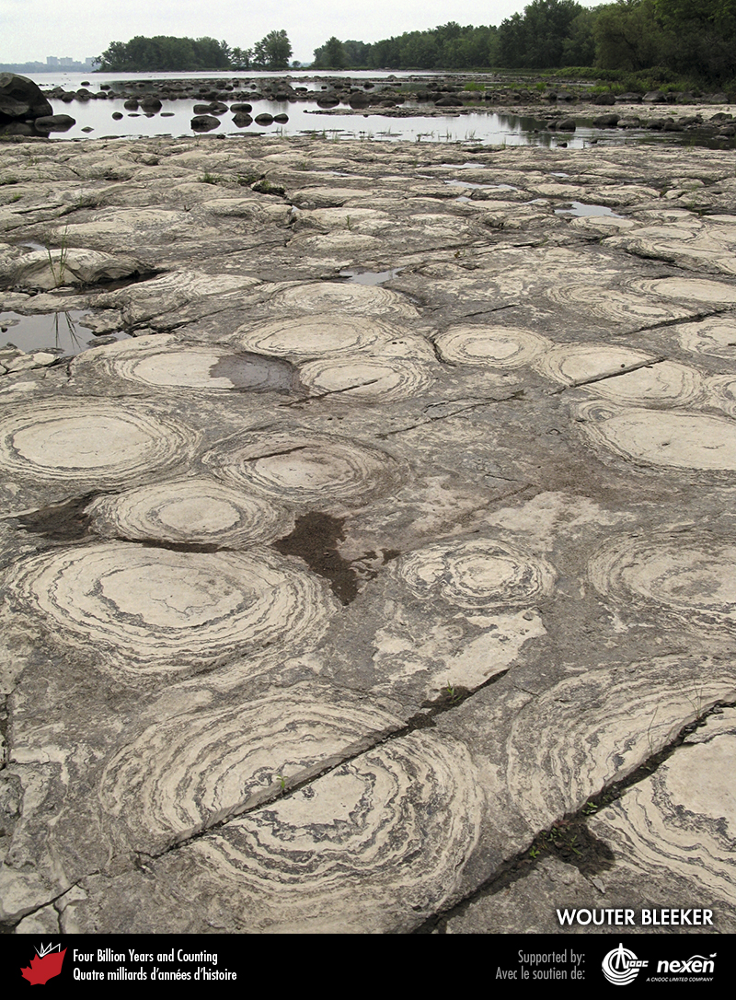 WOUTER BLEEKER
Four Billion Years and Counting
Quatre milliards d'années d'histoire
Supported by:
Avec le soutien de:
CNOOC
nexen
A CNOOC LIMITED COMPANY